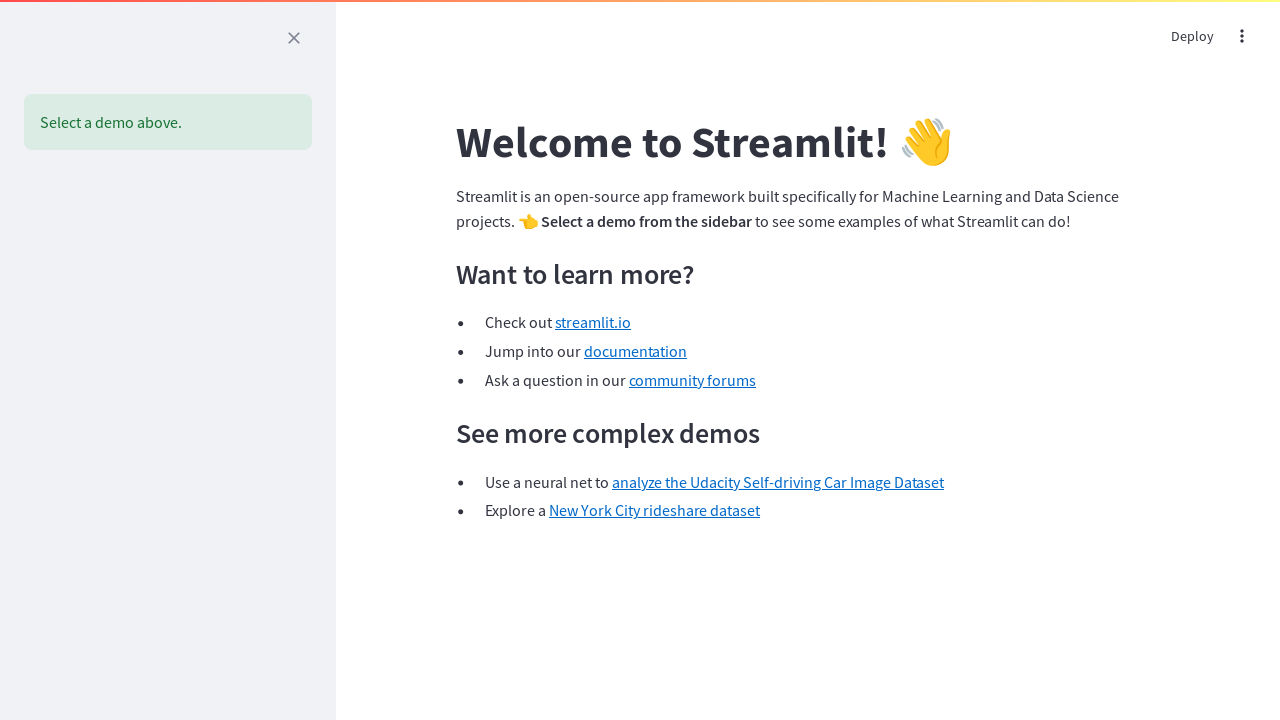 Deploy
Select a demo above.
Welcome to Streamlit! 👋
Streamlit is an open-source app framework built specifically for Machine Learning and Data Science
projects. 👈 Select a demo from the sidebar to see some examples of what Streamlit can do!
Want to learn more?
• Check out streamlit.io
• Jump into our documentation
• Ask a question in our community forums
See more complex demos
• Use a neural net to analyze the Udacity Self-driving Car Image Dataset
• Explore a New York City rideshare dataset